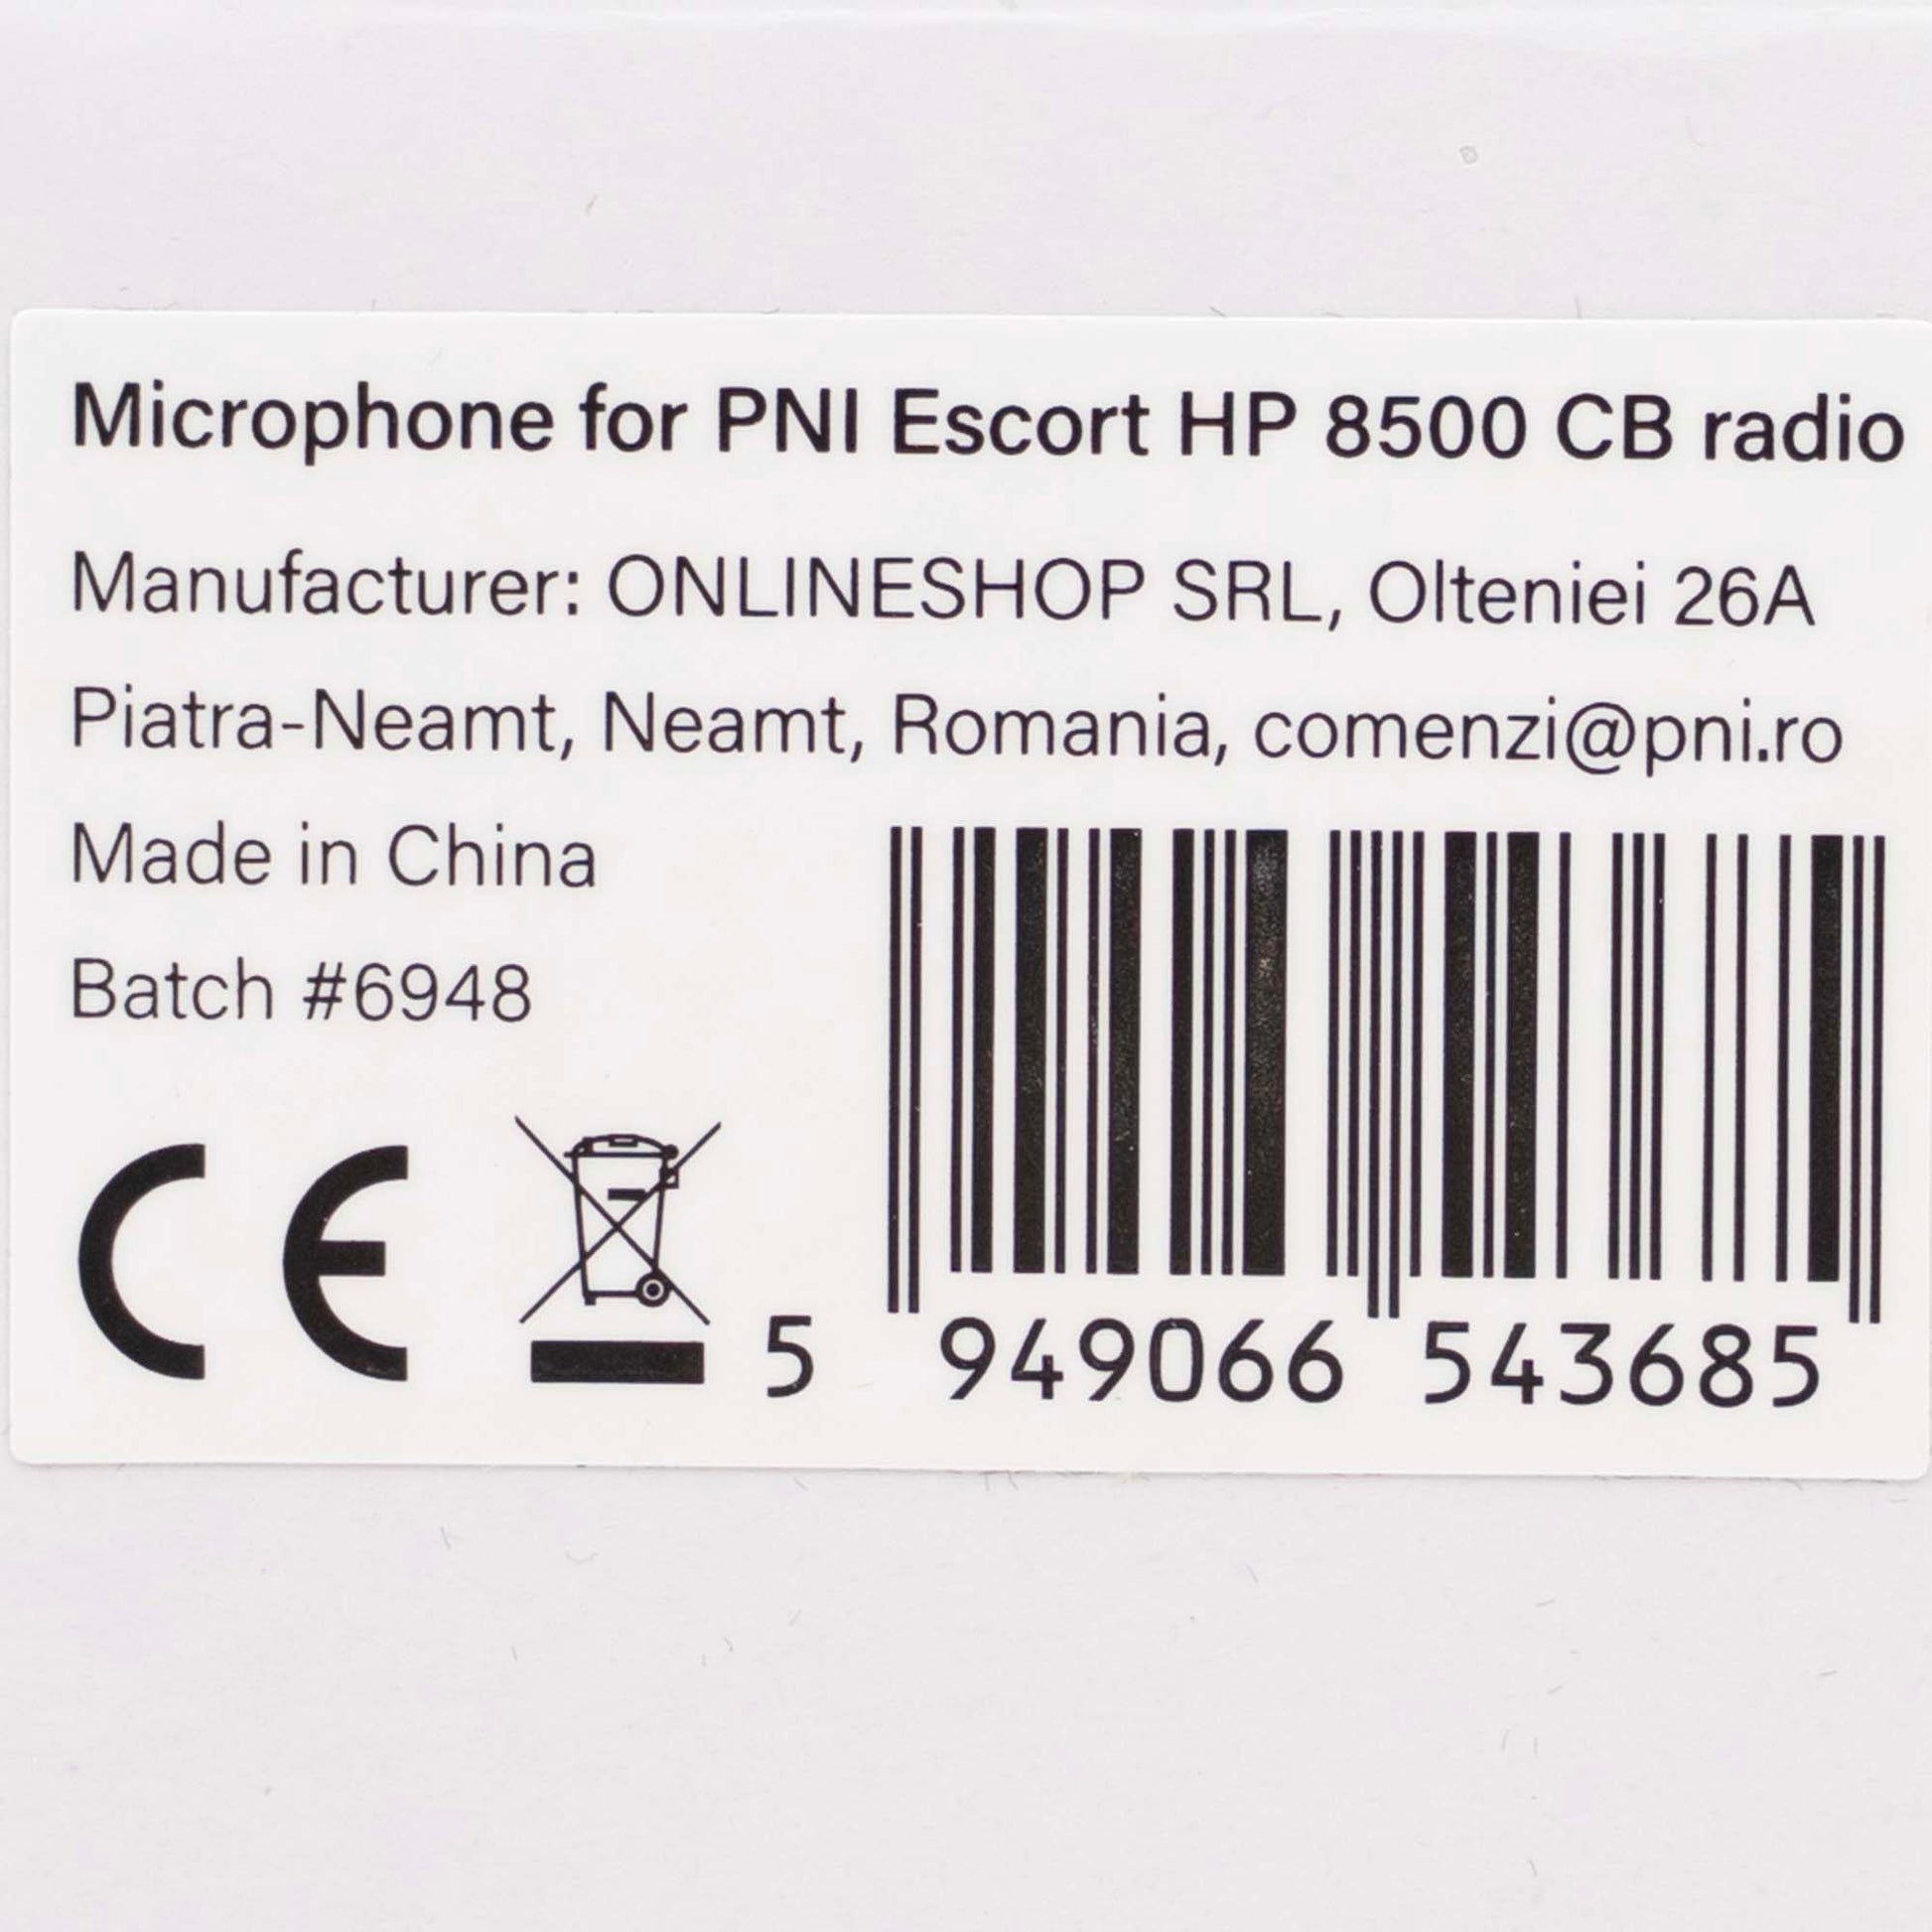 Microphone for PNI Escort HP 8500 CB radio
Manufacturer: ONLINESHOP SRL, Olteniei 26A
Piatra-Neamt, Neamt, Romania, comenzi@pni.ro
Made in China
Batch #6948
CE
5 949066 543685